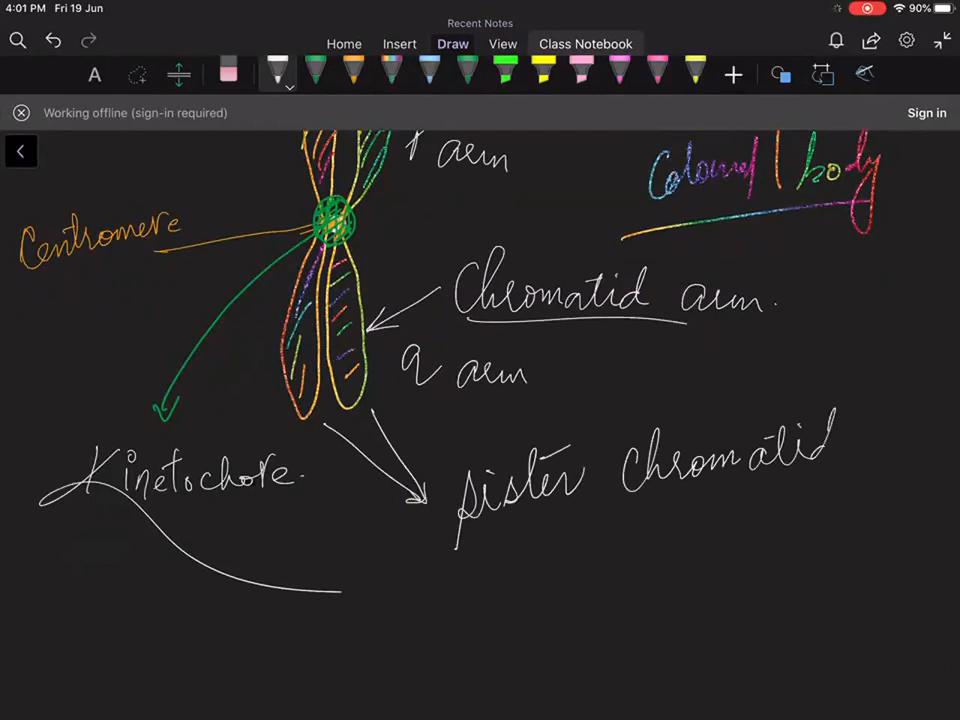 4:01 PM Fri 19 Jun
90%
Recent Notes
Home Insert Draw View Class Notebook
A
Working offline (sign-in required) Sign in
arm
Coloured body
Centromere
Chromatid arm.
q arm
Kinetochore.
sister chromatid